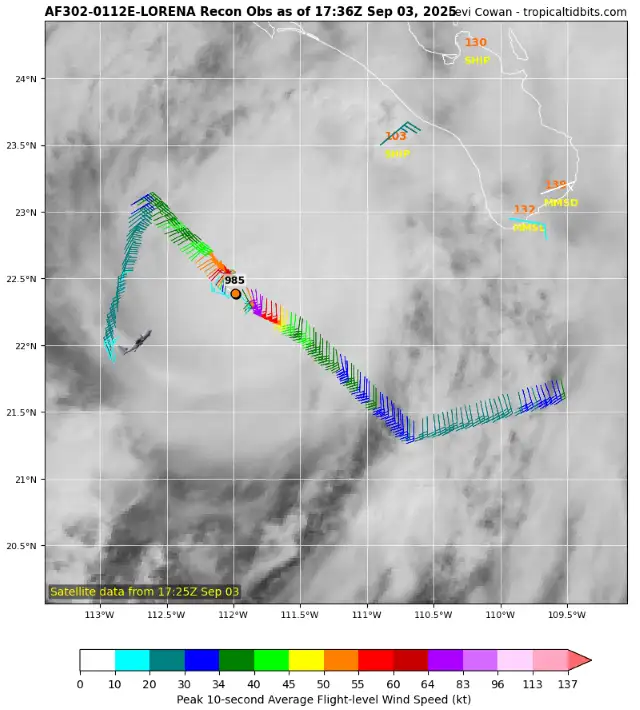 AF302-0112E-LORENA Recon Obs as of 17:36Z Sep 03, 2025
evi Cowan - tropicaltidbits.com
130
SHIP
24°N
103
SHIP
23.5°N
139
MMSD
23°N
132
MMSL
985
22.5°N
22°N
21.5°N
21°N
20.5°N
Satellite data from 17:25Z Sep 03
113°W 112.5°W 112°W 111.5°W 111°W 110.5°W 110°W 109.5°W
0 10 20 30 34 40 45 50 55 60 64 83 96 113 137
Peak 10-second Average Flight-level Wind Speed (kt)